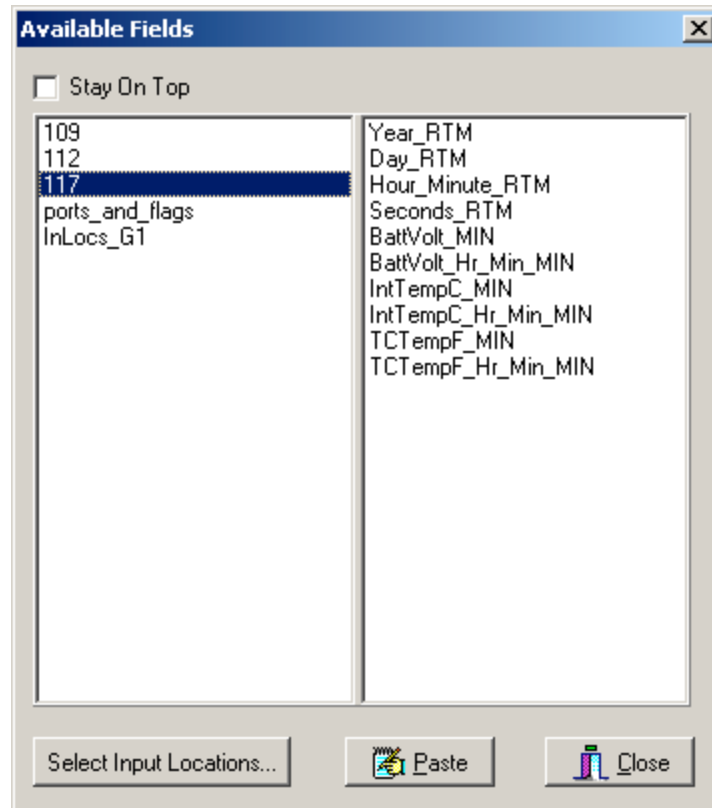 Available Fields
Stay On Top
109
112
117
ports_and_flags
InLocs_G1
Year_RTM
Day_RTM
Hour_Minute_RTM
Seconds_RTM
BattVolt_MIN
BattVolt_Hr_Min_MIN
IntTempC_MIN
IntTempC_Hr_Min_MIN
TCTempF_MIN
TCTempF_Hr_Min_MIN
Select Input Locations... Paste Close